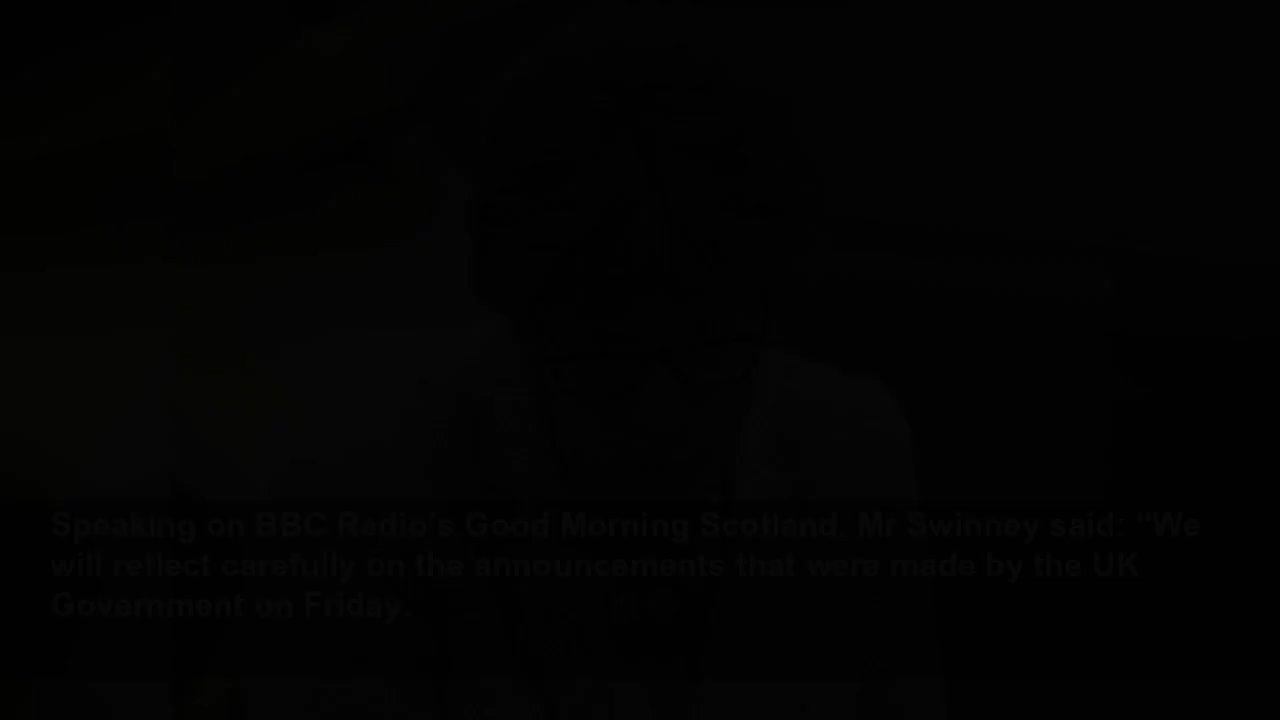 Speaking on BBC Radio's Good Morning Scotland, Mr Swinney said: "We
will reflect carefully on the announcements that were made by the UK
Government on Friday.